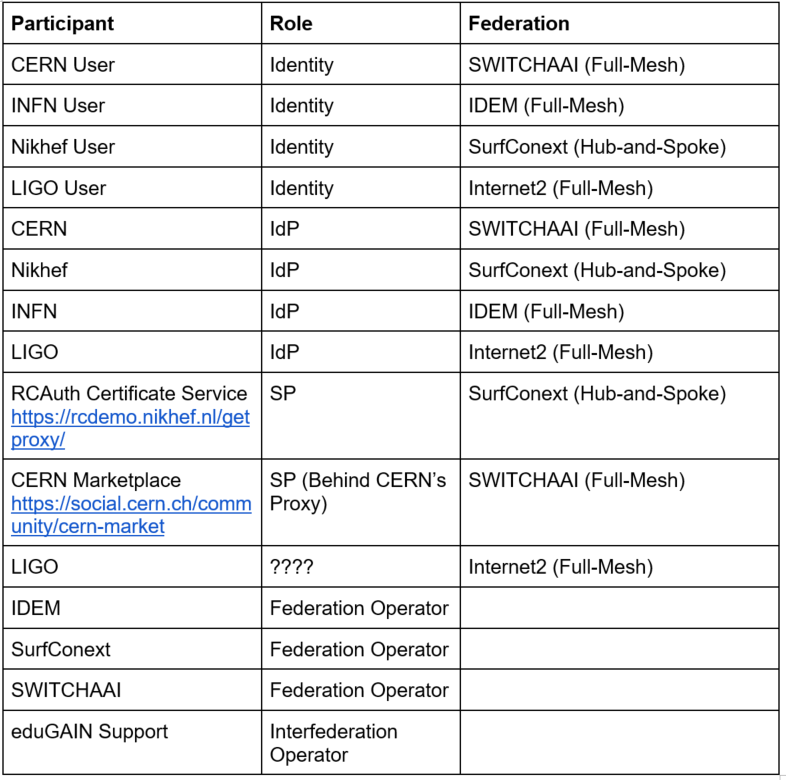 Participant Role Federation
CERN User Identity SWITCHAAI (Full-Mesh)
INFN User Identity IDEM (Full-Mesh)
Nikhef User Identity SurfConext (Hub-and-Spoke)
LIGO User Identity Internet2 (Full-Mesh)
CERN IdP SWITCHAAI (Full-Mesh)
Nikhef IdP SurfConext (Hub-and-Spoke)
INFN IdP IDEM (Full-Mesh)
LIGO IdP Internet2 (Full-Mesh)
RCAuth Certificate Service SP SurfConext (Hub-and-Spoke)
https://rcdemo.nikhef.nl/get
proxy/
CERN Marketplace SP (Behind CERN’s SWITCHAAI (Full-Mesh)
https://social.cern.ch/comm Proxy)
unity/cern-market
LIGO ???? Internet2 (Full-Mesh)
IDEM Federation Operator
SurfConext Federation Operator
SWITCHAAI Federation Operator
eduGAIN Support Interfederation
Operator